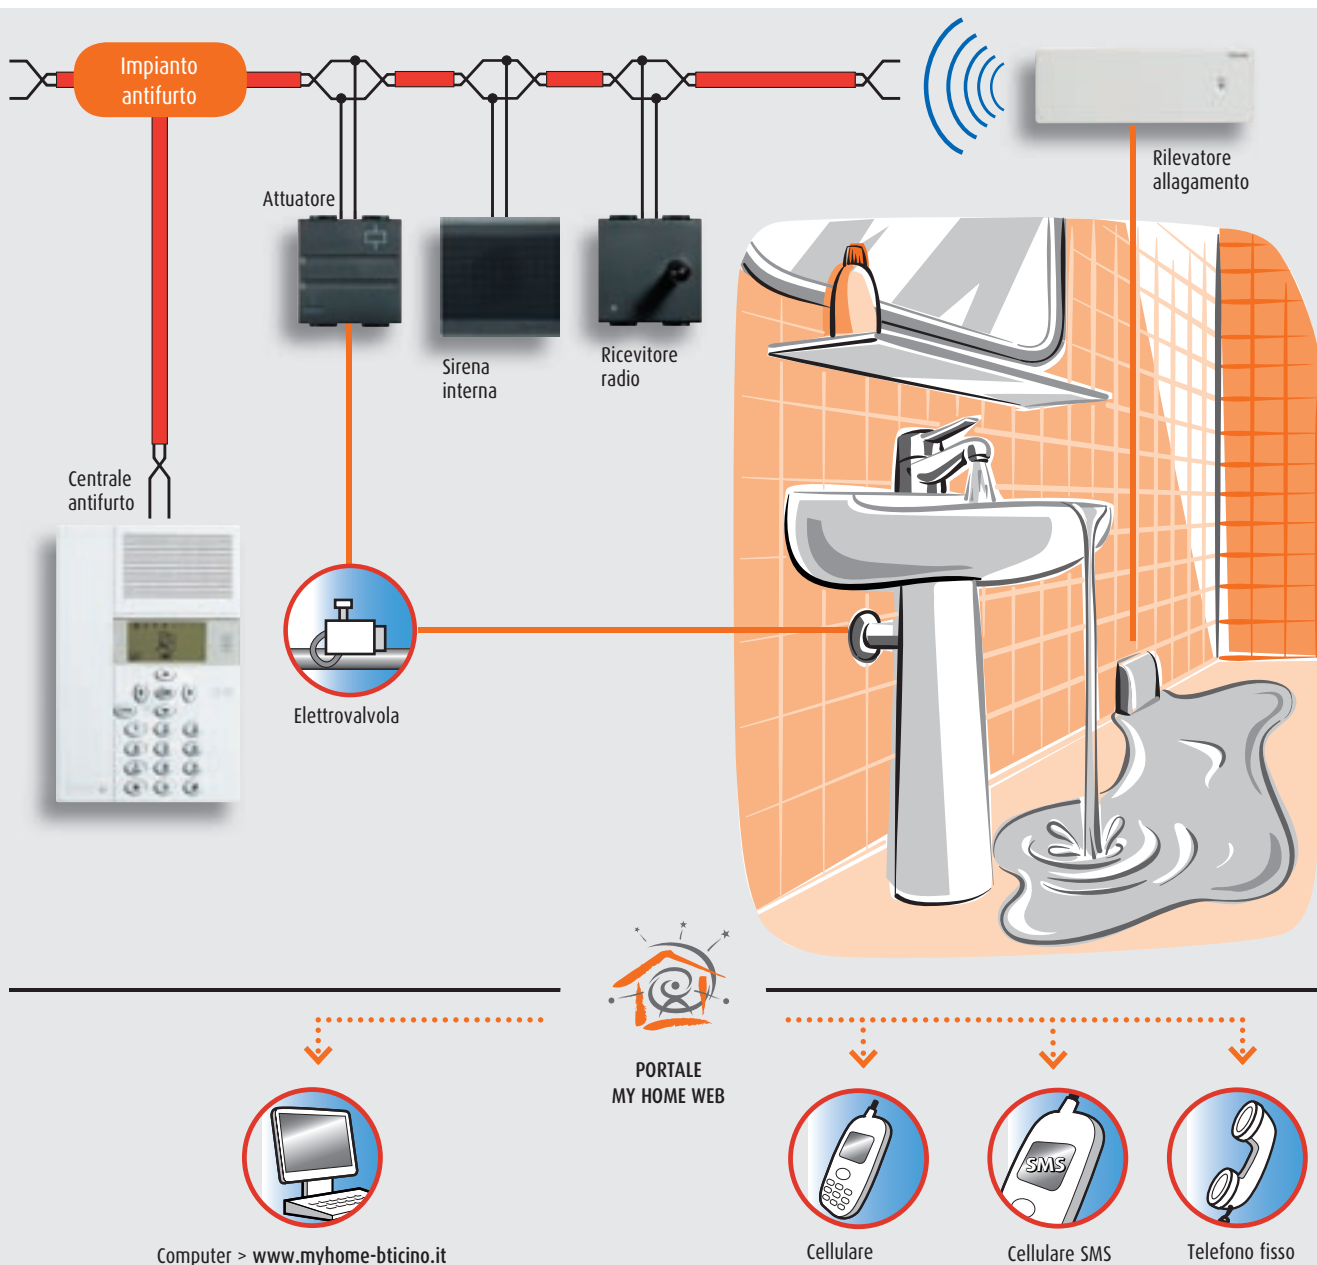 Impianto
antifurto
Rilevatore
allagamento
Attuatore
Sirena
interna
Ricevitore
radio
Centrale
antifurto
Elettrovalvola
PORTALE
MY HOME WEB
SMS
Computer > www.myhome-bticino.it
Cellulare
Cellulare SMS
Telefono fisso